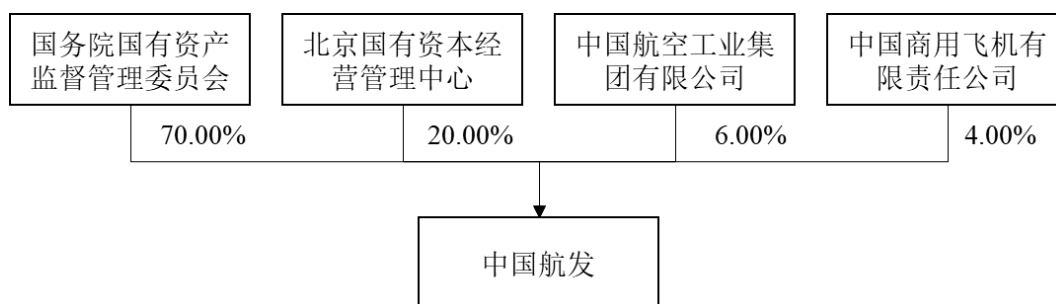 国务院国有资产
监督管理委员会
北京国有资本经
营管理中心
中国航空工业集
团有限公司
中国商用飞机有
限责任公司
70.00%
20.00%
6.00%
4.00%
中国航发